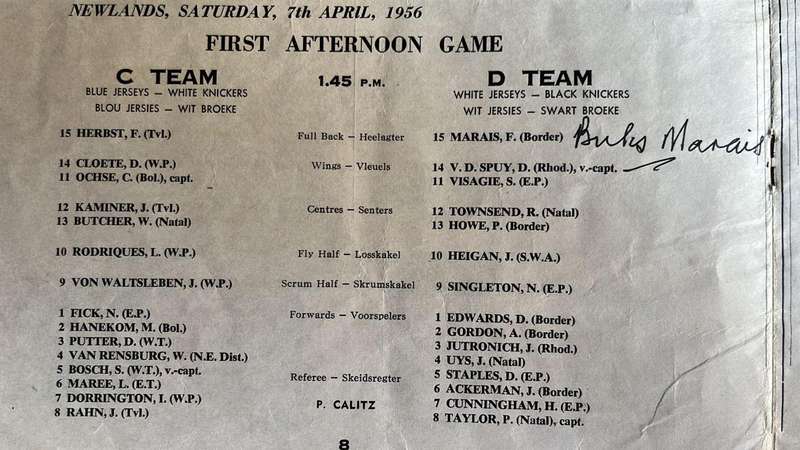 NEWLANDS, SATURDAY, 7th APRIL, 1956
FIRST AFTERNOON GAME
C TEAM
BLUE JERSEYS — WHITE KNICKERS
BLOU JERSIES — WIT BROEKE
1.45 P.M.
D TEAM
WHITE JERSEYS — BLACK KNICKERS
WIT JERSIES — SWART BROEKE
15 HERBST, F. (Tvl.) Full Back — Heelagter 15 MARAIS, F. (Border) Buks Marais
14 CLOETE, D. (W.P.) Wings — Vleuels 14 V. D. SPUY, D. (Rhod.), v.-capt.
11 OCHSE, C. (Bol.), capt. 11 VISAGIE, S. (E.P.)
12 KAMINER, J. (Tvl.) Centres — Senters 12 TOWNSEND, R. (Natal)
13 BUTCHER, W. (Natal) 13 HOWE, P. (Border)
10 RODRIQUES, L. (W.P.) Fly Half — Losskakel 10 HEIGAN, J. (S.W.A.)
9 VON WALTSLEBEN, J. (W.P.) Scrum Half — Skrumskakel 9 SINGLETON, N. (E.P.)
1 FICK, N. (E.P.) Forwards — Voorspelers 1 EDWARDS, D. (Border)
2 HANEKOM, M. (Bol.) 2 GORDON, A. (Border)
3 PUTTER, D. (W.T.) 3 JUTRONICH, J. (Rhod.)
4 VAN RENSBURG, W. (N.E. Dist.) 4 UYS, J. (Natal)
5 BOSCH, S. (W.T.), v.-capt. Referee — Skeidsregter 5 STAPLES, D. (E.P.)
6 MAREE, L. (E.T.) 6 ACKERMAN, J. (Border)
7 DORRINGTON, I. (W.P.) P. CALITZ 7 CUNNINGHAM, H. (E.P.)
8 RAHN, J. (Tvl.) 8 TAYLOR, P. (Natal), capt.
8